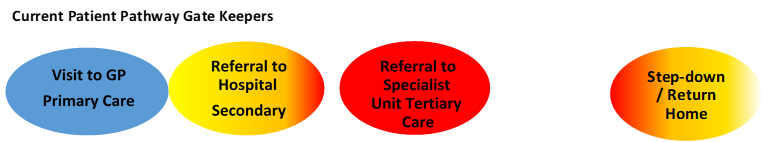 Current Patient Pathway Gate Keepers
Visit to GP
Primary Care
Referral to
Hospital
Secondary
Referral to
Specialist
Unit Tertiary
Care
Step-down
/ Return
Home